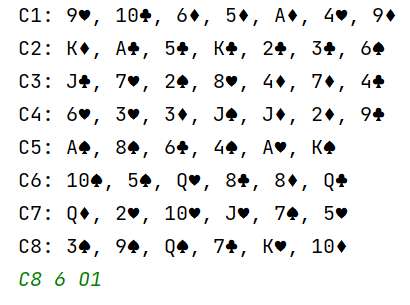 C1: 9♥, 10♣, 6♦, 5♦, A♦, 4♥, 9♦
C2: K♦, A♣, 5♣, K♣, 2♣, 3♣, 6♠
C3: J♣, 7♥, 2♠, 8♥, 4♦, 7♦, 4♣
C4: 6♥, 3♥, 3♦, J♠, J♦, 2♦, 9♣
C5: A♠, 8♠, 6♣, 4♠, A♥, K♠
C6: 10♠, 5♠, Q♥, 8♣, 8♦, Q♣
C7: Q♦, 2♥, 10♥, J♥, 7♠, 5♥
C8: 3♠, 9♠, Q♠, 7♣, K♥, 10♦
C8 6 O1